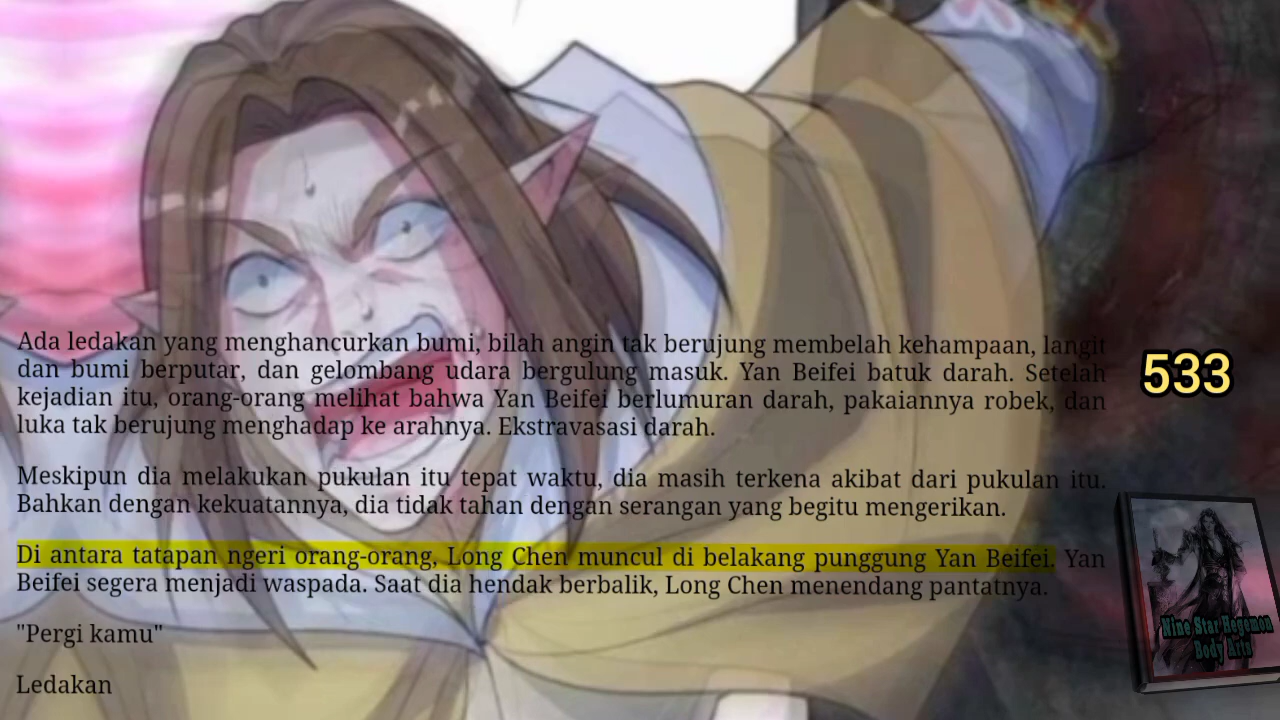 Ada ledakan yang menghancurkan bumi, bilah angin tak berujung membelah kehampaan, langit
dan bumi berputar, dan gelombang udara bergulung masuk. Yan Beifei batuk darah. Setelah
kejadian itu, orang-orang melihat bahwa Yan Beifei berlumuran darah, pakaiannya robek, dan
luka tak berujung menghadap ke arahnya. Ekstravasasi darah.
Meskipun dia melakukan pukulan itu tepat waktu, dia masih terkena akibat dari pukulan itu.
Bahkan dengan kekuatannya, dia tidak tahan dengan serangan yang begitu mengerikan.
Di antara tatapan ngeri orang-orang, Long Chen muncul di belakang punggung Yan Beifei. Yan
Beifei segera menjadi waspada. Saat dia hendak berbalik, Long Chen menendang pantatnya.
"Pergi kamu"
Ledakan
533
Nine Star Hegemon
Body Arts